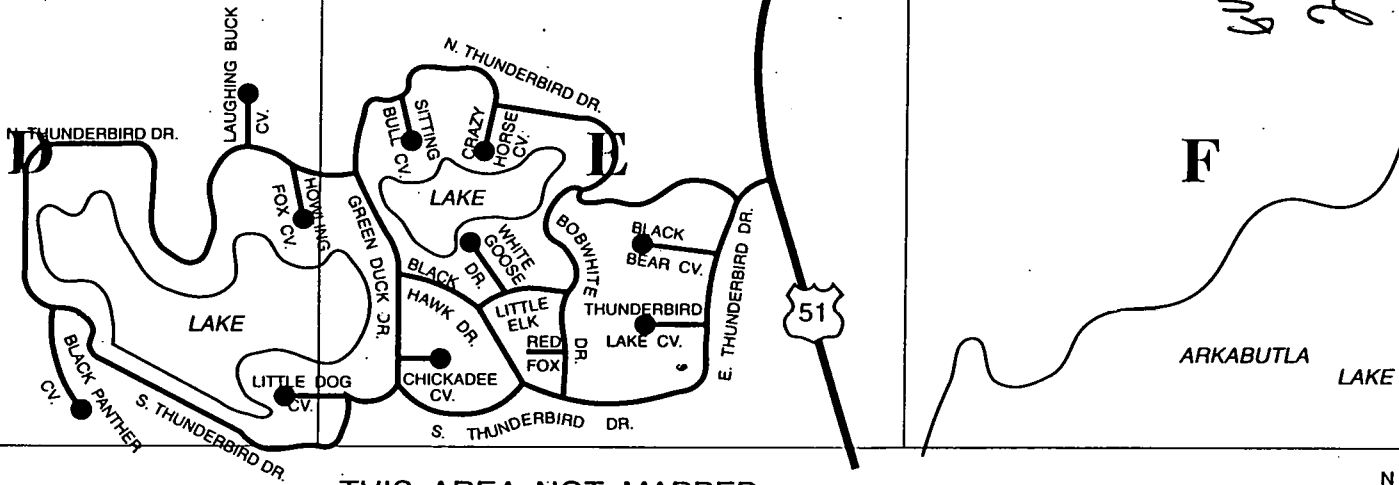 N. THUNDERBIRD DR.
LAUGHING BUCK
CV.
N. THUNDERBIRD DR.
D
SITTING
BULL CV.
CRAZY
HORSE
CV.
E
F
HOWLING
FOX CV.
LAKE
GREEN DUCK DR.
WHITE
GOOSE
DR.
BOBWHITE
DR.
BLACK
BEAR CV.
E. THUNDERBIRD DR.
BLACK
HAWK DR.
LITTLE
ELK
THUNDERBIRD
LAKE CV.
51
LAKE
RED
FOX
BLACK PANTHER
CV.
CHICKADEE
CV.
LITTLE DOG
CV.
S. THUNDERBIRD DR.
S. THUNDERBIRD DR.
ARKABUTLA
LAKE
THIS AREA NOT MAPPED
N